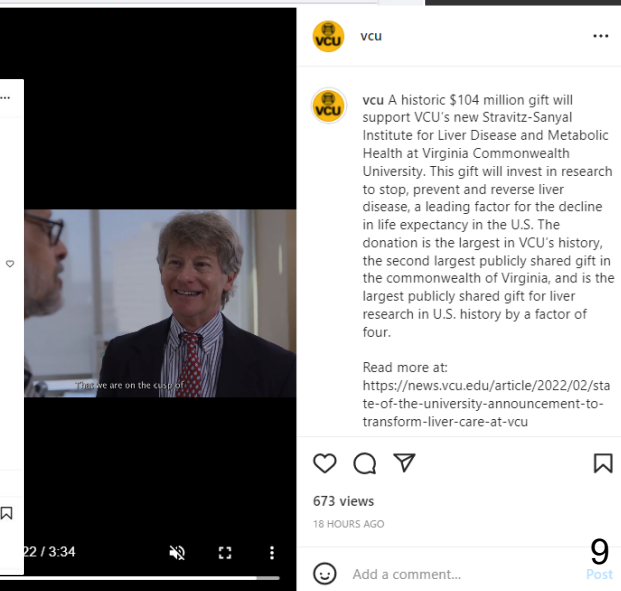 VCU
vcu
VCU
vcu A historic $104 million gift will
support VCU's new Stravitz-Sanyal
Institute for Liver Disease and Metabolic
Health at Virginia Commonwealth
University. This gift will invest in research
to stop, prevent and reverse liver
disease, a leading factor for the decline
in life expectancy in the U.S. The
donation is the largest in VCU's history,
the second largest publicly shared gift in
the commonwealth of Virginia, and is the
largest publicly shared gift for liver
research in U.S. history by a factor of
four.
Read more at:
https://news.vcu.edu/article/2022/02/sta
te-of-the-university-announcement-to-
transform-liver-care-at-vcu
That we are on the cusp of
22 / 3:34
673 views
18 HOURS AGO
Add a comment...
Post
9